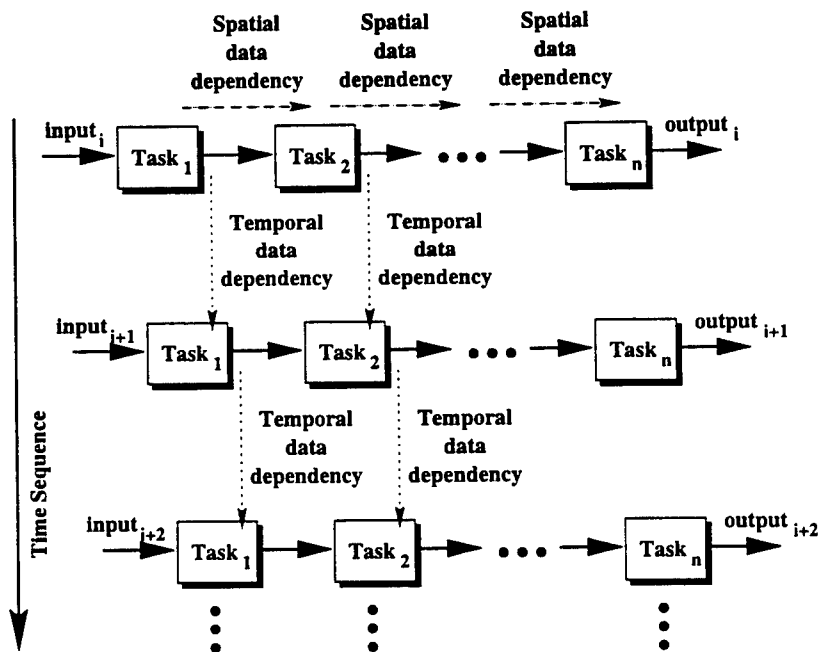 Spatial data dependency
Spatial data dependency
Spatial data dependency
input i
Task 1
Task 2
Task n
output i
Temporal data dependency
Temporal data dependency
input i+1
Task 1
Task 2
Task n
output i+1
Temporal data dependency
Temporal data dependency
input i+2
Task 1
Task 2
Task n
output i+2
Time Sequence